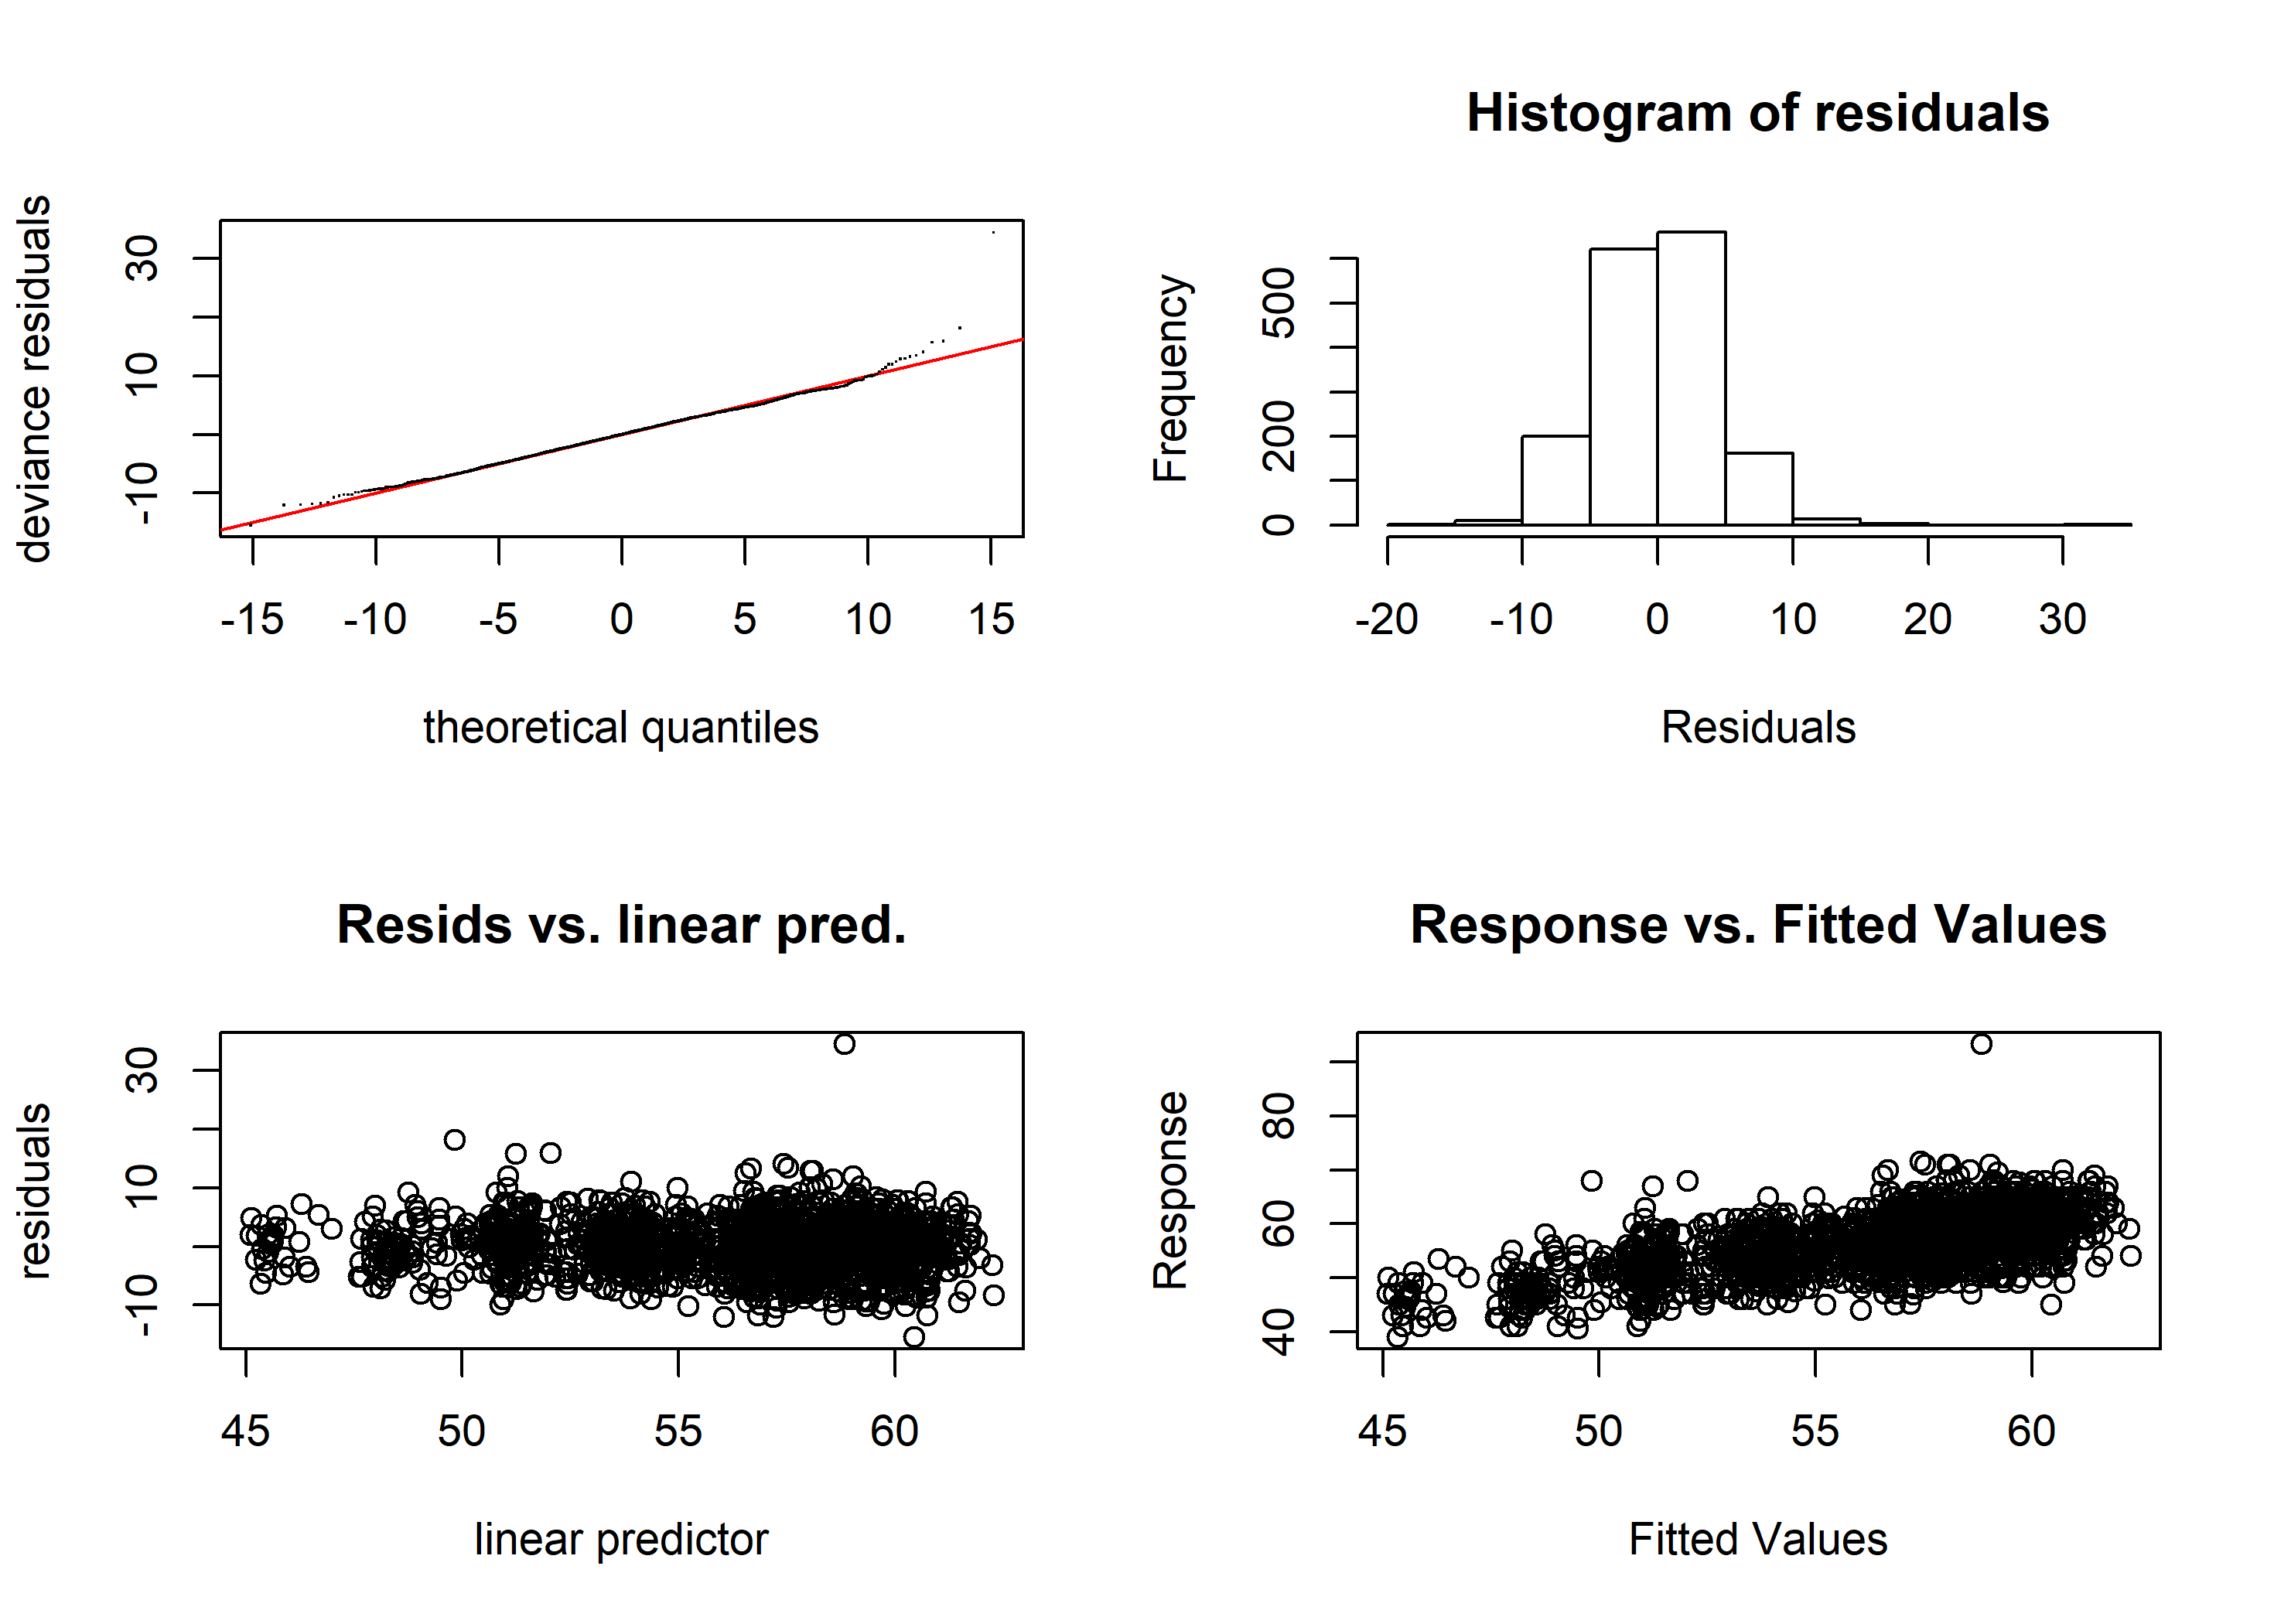 deviance residuals
-10 10 30
-15 -10 -5 0 5 10 15
theoretical quantiles
Histogram of residuals
Frequency
0 200 500
-20 -10 0 10 20 30
Residuals
Resids vs. linear pred.
residuals
-10 10 30
45 50 55 60
linear predictor
Response vs. Fitted Values
Response
40 60 80
45 50 55 60
Fitted Values